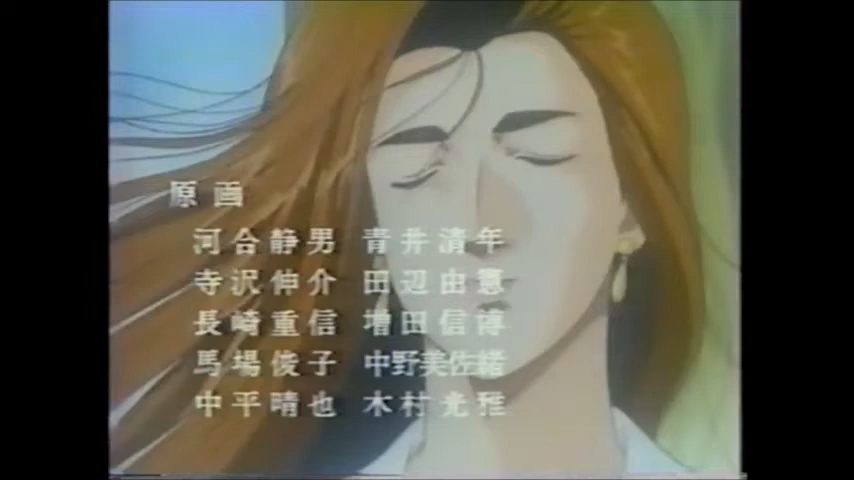 原画
河合静男 青井清年
寺沢伸介 田辺由憲
長崎重信 増田信博
馬場俊子 中野美佐緒
中平晴也 木村光雅